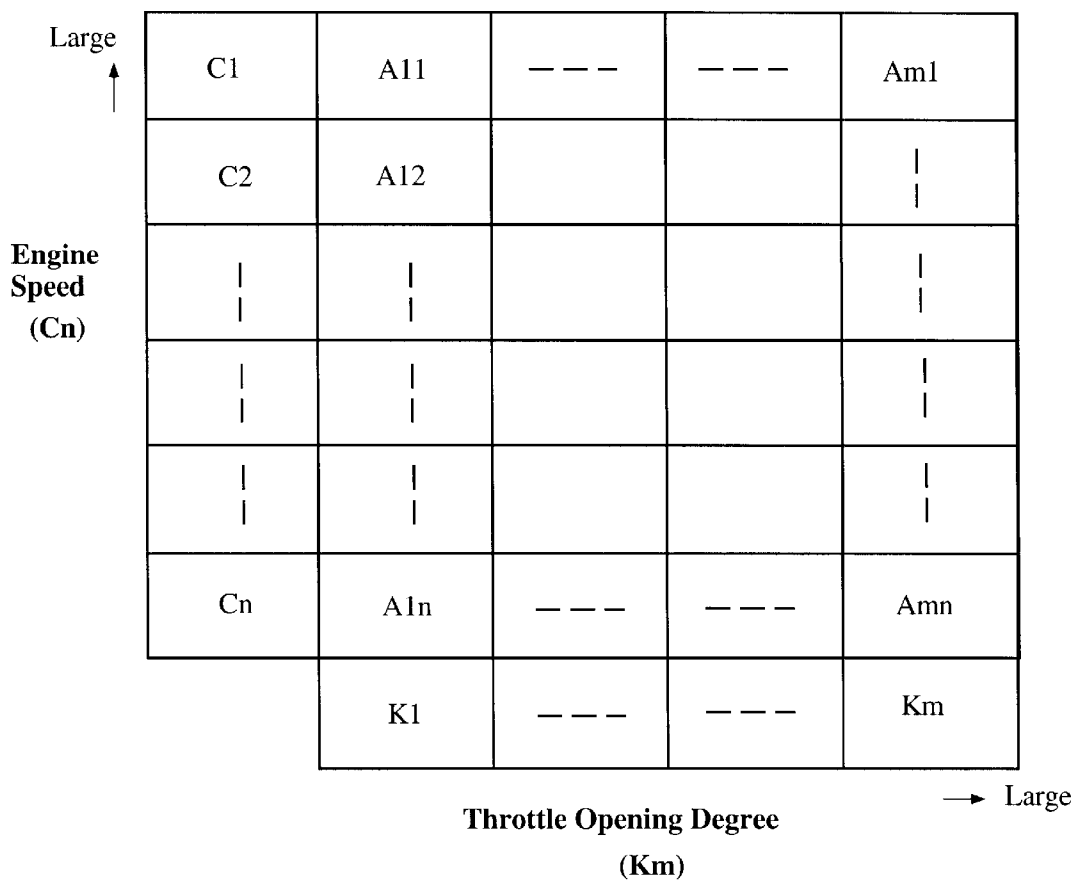 Large
C1 A11 Am1
C2 A12
Engine
Speed
(Cn)
Cn A1n Amn
K1 Km
Large
Throttle Opening Degree
(Km)